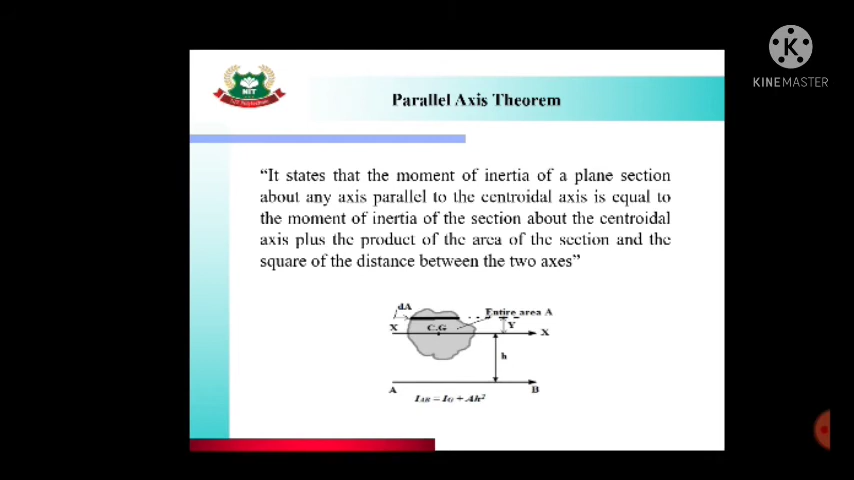 KINEMASTER
NIT
Parallel Axis Theorem
“It states that the moment of inertia of a plane section
about any axis parallel to the centroidal axis is equal to
the moment of inertia of the section about the centroidal
axis plus the product of the area of the section and the
square of the distance between the two axes”
dA
Entire area A
X C.G Y X
h
A B
I_AB = I_G + Ah²